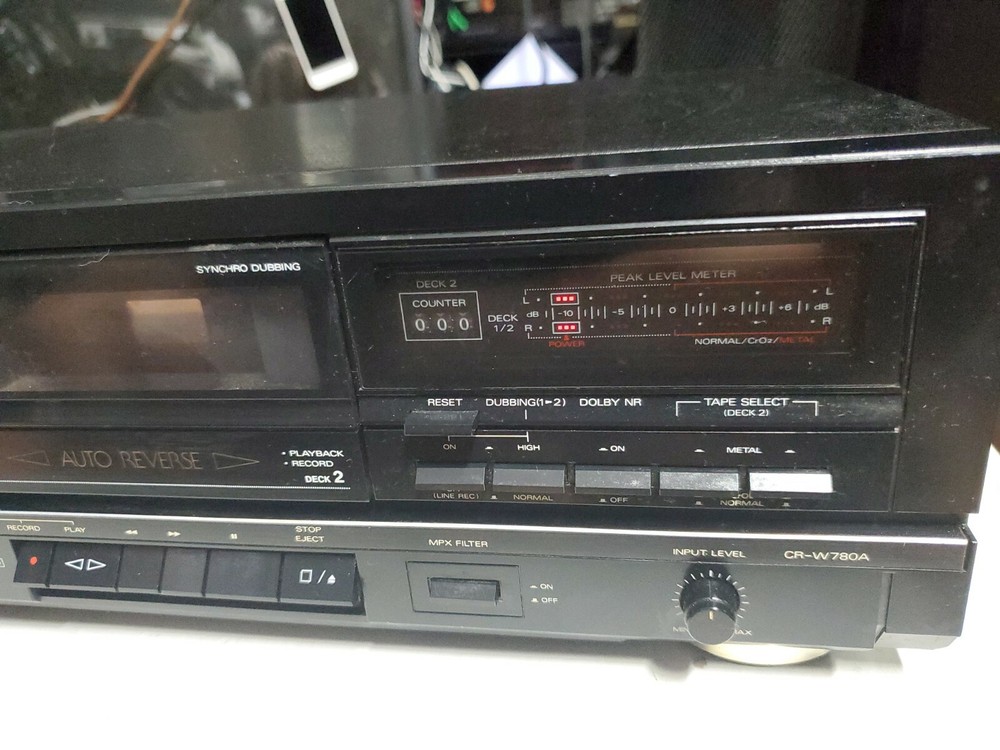 SYNCHRO DUBBING
DECK 2
COUNTER
0 0 0
DECK
1/2
PEAK LEVEL METER
L L
dB -10 -5 0 +3 +6 dB
R R
POWER
NORMAL/CrO2/METAL
RESET DUBBING(1►2) DOLBY NR TAPE SELECT
(DECK 2)
ON HIGH ON METAL
(LINE REC) NORMAL OFF NORMAL
AUTO REVERSE
• PLAYBACK
• RECORD
DECK 2
RECORD PLAY ◄◄ ►► STOP
EJECT
MPX FILTER
ON
OFF
INPUT LEVEL
CR-W780A